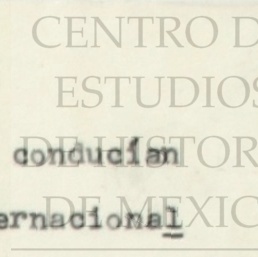 CENTRO D
ESTUDIOS
conducían
DE HISTOR
ernacional
DE MEXIC